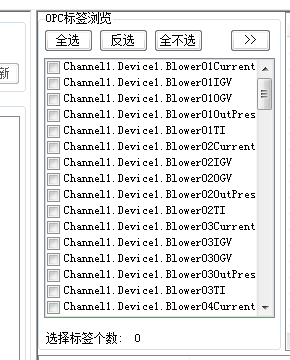 OPC标签浏览
全选 反选 全不选 >>
新
Channel1.Device1.Blower01Current
Channel1.Device1.Blower01IGV
Channel1.Device1.Blower01OGV
Channel1.Device1.Blower01OutPres
Channel1.Device1.Blower01TI
Channel1.Device1.Blower02Current
Channel1.Device1.Blower02IGV
Channel1.Device1.Blower02OGV
Channel1.Device1.Blower02OutPres
Channel1.Device1.Blower02TI
Channel1.Device1.Blower03Current
Channel1.Device1.Blower03IGV
Channel1.Device1.Blower03OGV
Channel1.Device1.Blower03OutPres
Channel1.Device1.Blower03TI
Channel1.Device1.Blower04Current
选择标签个数: 0